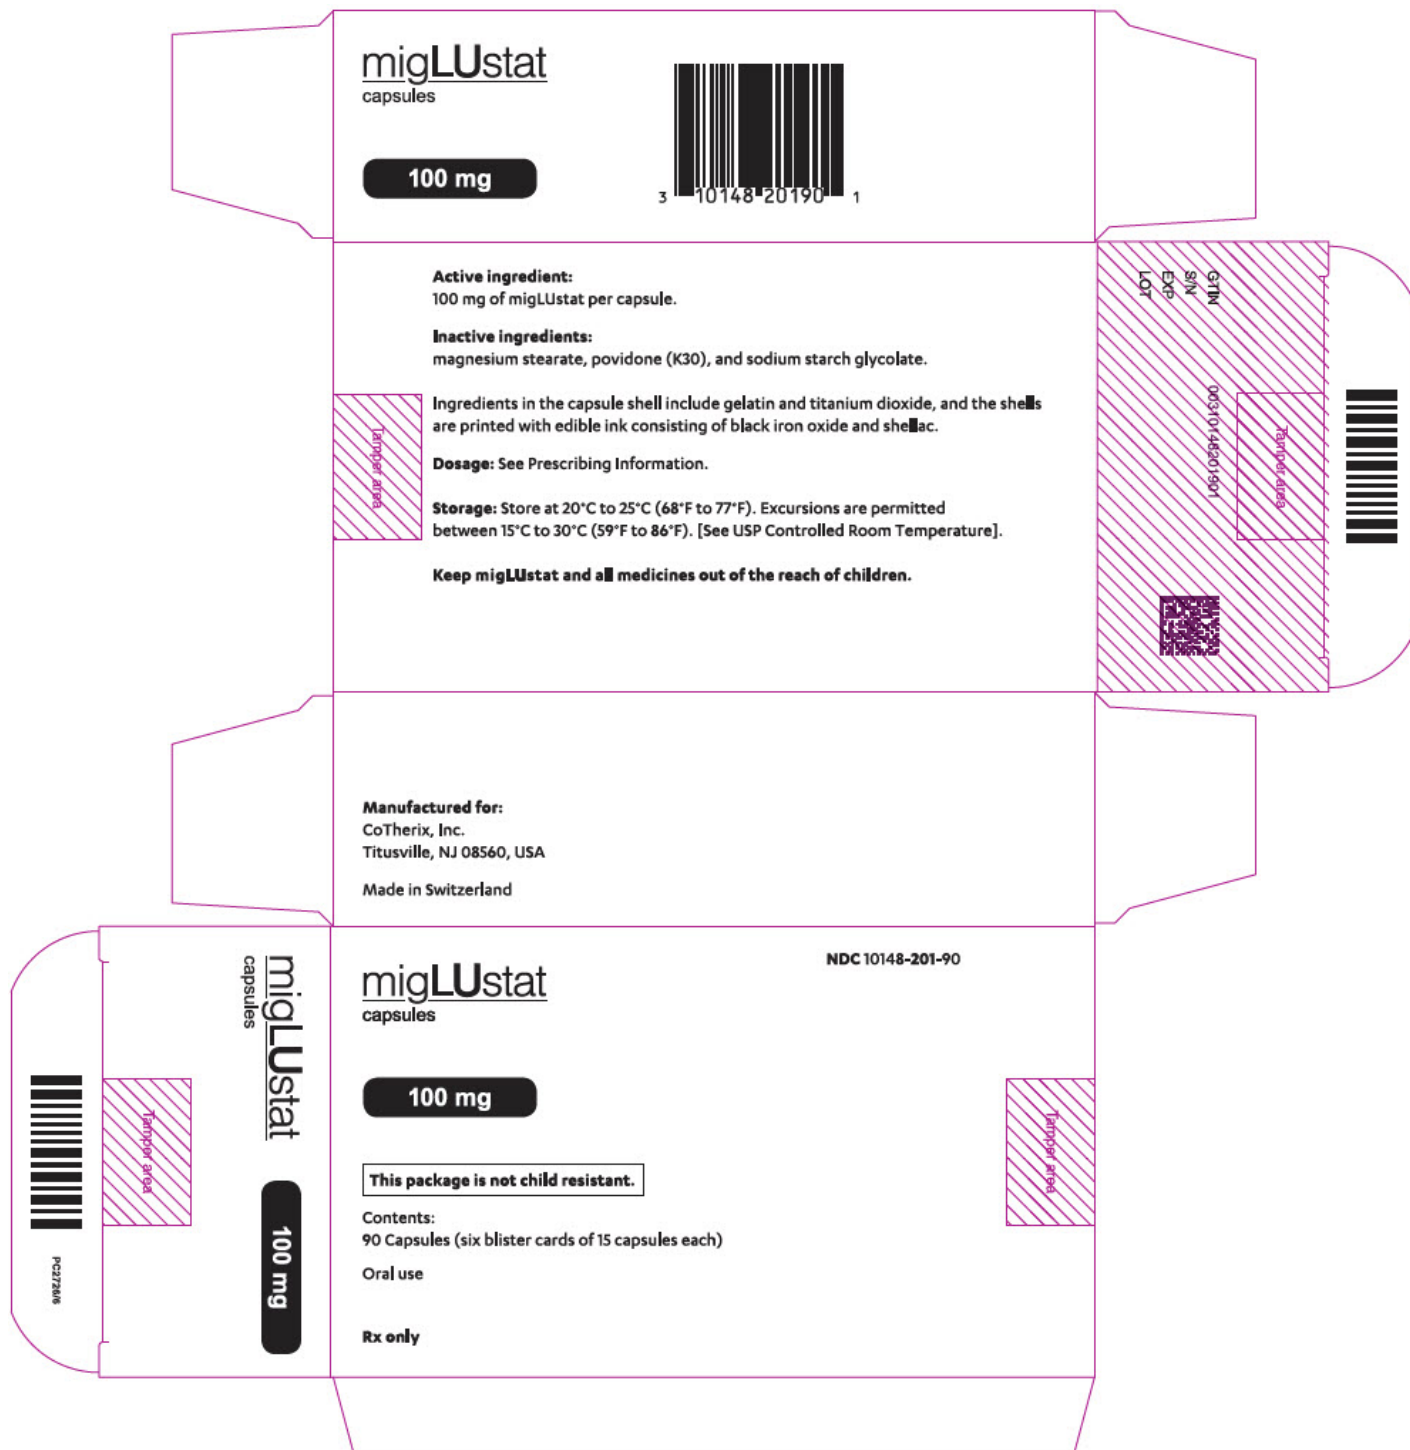 migLUstat
capsules
100 mg
3 10148 20190 1
Active ingredient:
100 mg of migLUstat per capsule.
Inactive ingredients:
magnesium stearate, povidone (K30), and sodium starch glycolate.
Ingredients in the capsule shell include gelatin and titanium dioxide, and the shells
are printed with edible ink consisting of black iron oxide and shellac.
Dosage: See Prescribing Information.
Storage: Store at 20°C to 25°C (68°F to 77°F). Excursions are permitted
between 15°C to 30°C (59°F to 86°F). [See USP Controlled Room Temperature].
Keep migLUstat and all medicines out of the reach of children.
Tamper area
GTIN
S/N
EXP
LOT
00310148201901
Tamper area
Manufactured for:
CoTherix, Inc.
Titusville, NJ 08560, USA
Made in Switzerland
migLUstat
capsules
100 mg
Tamper area
PC2726/6
NDC 10148-201-90
migLUstat
capsules
100 mg
This package is not child resistant.
Contents:
90 Capsules (six blister cards of 15 capsules each)
Oral use
Rx only
Tamper area